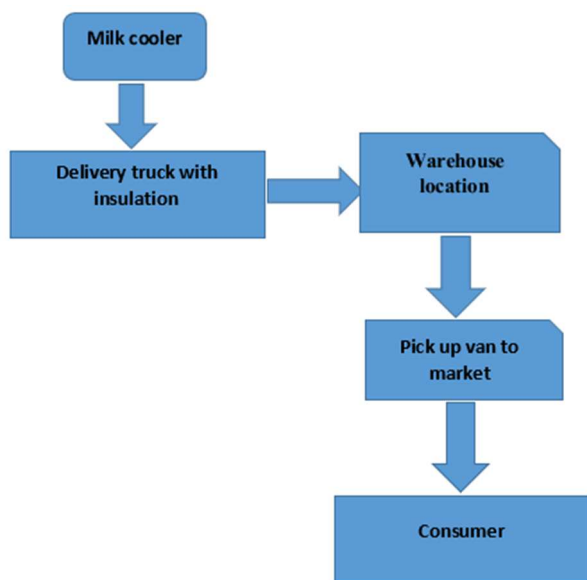 Milk cooler
Delivery truck with
insulation
Warehouse
location
Pick up van to
market
Consumer